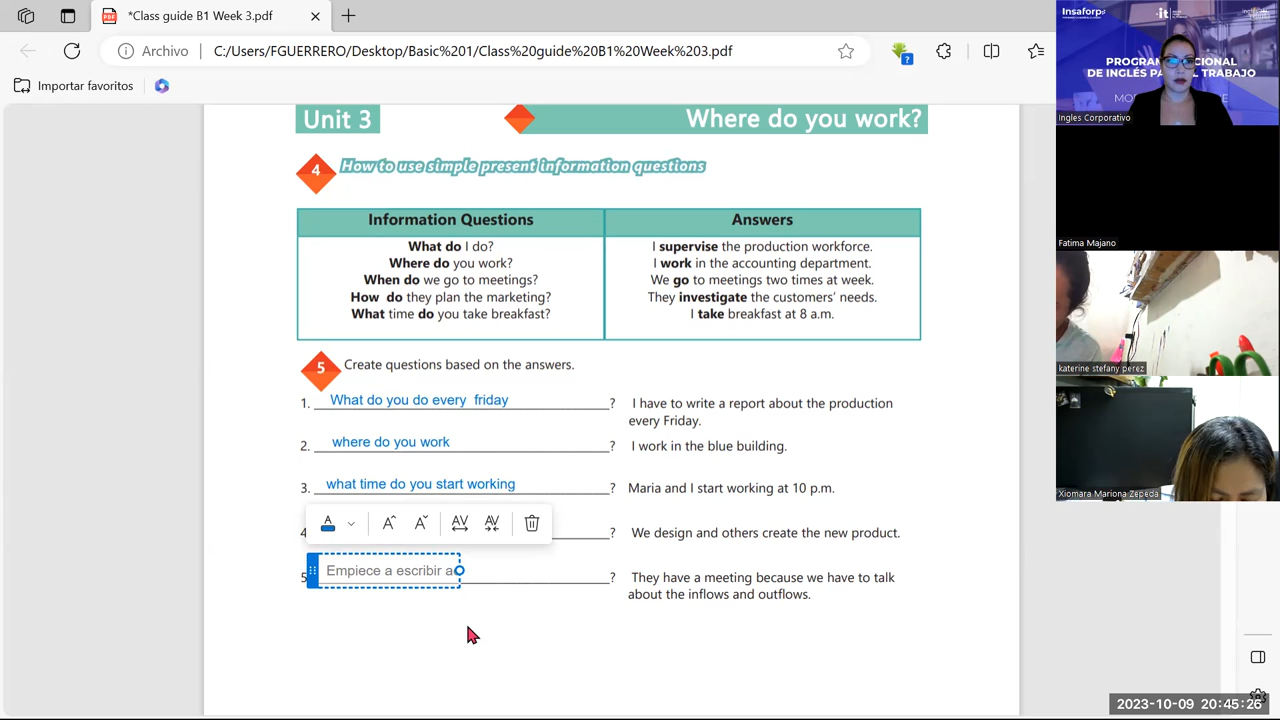 *Class guide B1 Week 3.pdf
Archivo
C:/Users/FGUERRERO/Desktop/Basic%201/Class%20guide%20B1%20Week%203.pdf
Importar favoritos
Unit 3
Where do you work?
4
How to use simple present information questions
Information Questions
Answers
What do I do?
I supervise the production workforce.
Where do you work?
I work in the accounting department.
When do we go to meetings?
We go to meetings two times at week.
How do they plan the marketing?
They investigate the customers' needs.
What time do you take breakfast?
I take breakfast at 8 a.m.
5
Create questions based on the answers.
1. What do you do every friday ?
I have to write a report about the production
every Friday.
2. where do you work ?
I work in the blue building.
3. what time do you start working ?
Maria and I start working at 10 p.m.
4 ?
We design and others create the new product.
5 Empiece a escribir a ?
They have a meeting because we have to talk
about the inflows and outflows.
Insaforp
Ingles Corporativo
Fatima Majano
katerine stefany perez
Xiomara Mariona Zepeda
2023-10-09 20:45:26